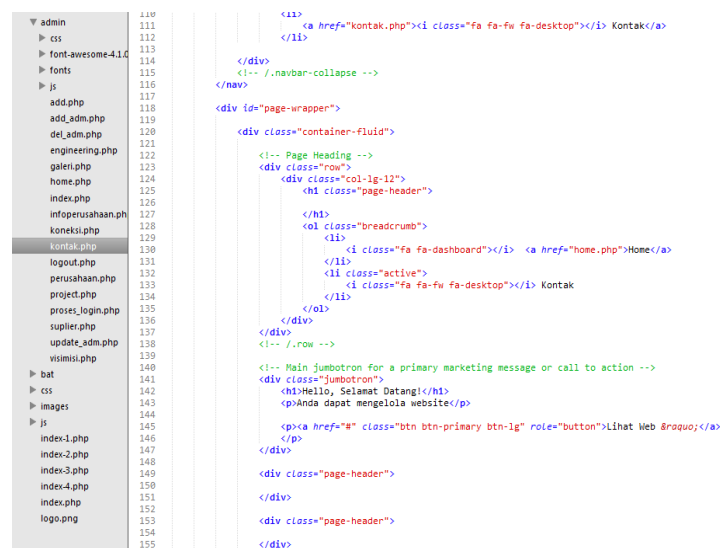 ▼ admin
▶ css
▶ font-awesome-4.1.0
▶ fonts
▶ js
add.php
add_adm.php
del_adm.php
engineering.php
galeri.php
home.php
index.php
infoperusahaan.ph
koneksi.php
kontak.php
logout.php
perusahaan.php
project.php
proses_login.php
suplier.php
update_adm.php
visimisi.php
▶ bat
▶ css
▶ images
▶ js
index-1.php
index-2.php
index-3.php
index-4.php
index.php
logo.png
110 <li>
111 <a href="kontak.php"><i class="fa fa-fw fa-desktop"></i> Kontak</a>
112 </li>
113
114 </div>
115 <!-- /.navbar-collapse -->
116 </nav>
117
118 <div id="page-wrapper">
119
120 <div class="container-fluid">
121
122 <!-- Page Heading -->
123 <div class="row">
124 <div class="col-lg-12">
125 <h1 class="page-header">
126
127 </h1>
128 <ol class="breadcrumb">
129 <li>
130 <i class="fa fa-dashboard"></i>  <a href="home.php">Home</a>
131 </li>
132 <li class="active">
133 <i class="fa fa-fw fa-desktop"></i> Kontak
134 </li>
135 </ol>
136 </div>
137 </div>
138 <!-- /.row -->
139
140 <!-- Main jumbotron for a primary marketing message or call to action -->
141 <div class="jumbotron">
142 <h1>Hello, Selamat Datang!</h1>
143 <p>Anda dapat mengelola website</p>
144
145 <p><a href="#" class="btn btn-primary btn-lg" role="button">Lihat Web &raquo;</a>
146 </p>
147 </div>
148
149 <div class="page-header">
150
151 </div>
152
153 <div class="page-header">
154
155 </div>